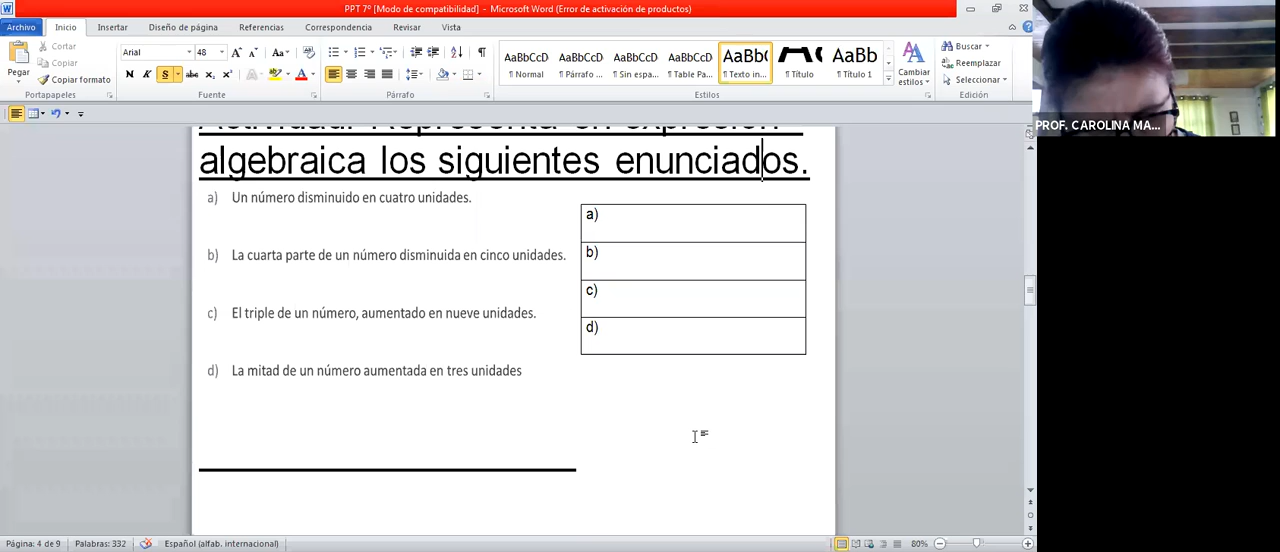 PPT 7º [Modo de compatibilidad] - Microsoft Word (Error de activación de productos)
Archivo Inicio Insertar Diseño de página Referencias Correspondencia Revisar Vista
Pegar
Cortar
Copiar
Copiar formato
Portapapeles
Arial 48
Fuente
Párrafo
AaBbCcD AaBbCcD AaBbCcD AaBbCcD AaBb( AaBb
¶ Normal ¶ Párrafo ... ¶ Sin espa... ¶ Table Pa... ¶ Texto in... ¶ Título ¶ Título 1
Estilos
Cambiar estilos
Buscar
Reemplazar
Seleccionar
Edición
PROF. CAROLINA MA...
Actividad: Representa en expresión
algebraica los siguientes enunciados.
a) Un número disminuido en cuatro unidades.
b) La cuarta parte de un número disminuida en cinco unidades.
c) El triple de un número, aumentado en nueve unidades.
d) La mitad de un número aumentada en tres unidades
a)
b)
c)
d)
Página: 4 de 9 Palabras: 332 Español (alfab. internacional) 80%